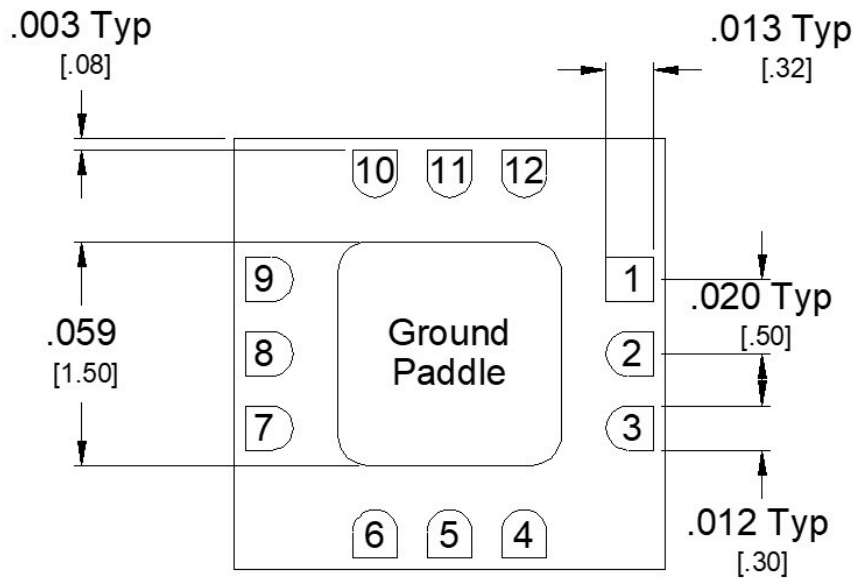 .003 Typ
[.08]
.013 Typ
[.32]
10 11 12
9
1
.020 Typ
[.50]
.059
[1.50]
Ground
Paddle
8
2
7
3
6 5 4
.012 Typ
[.30]